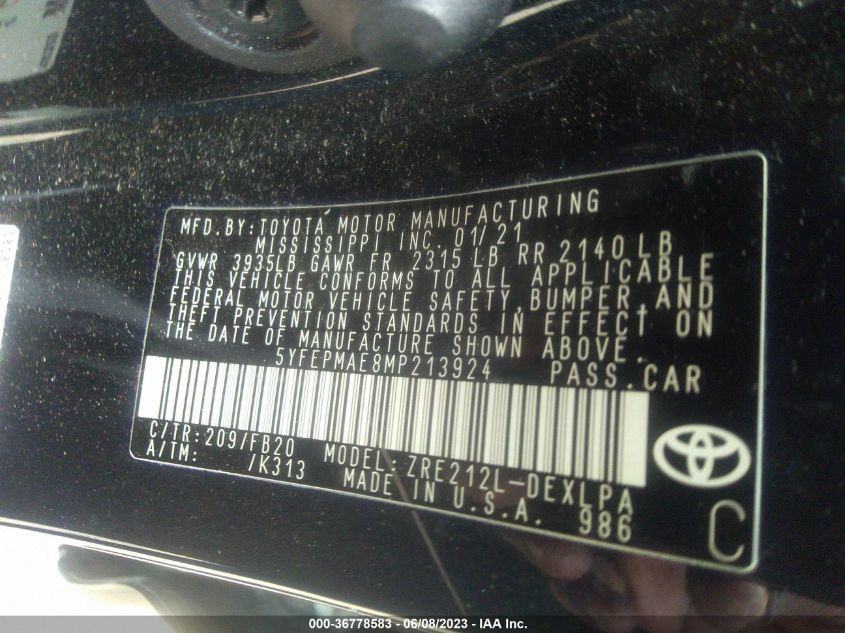 MFD. BY: TOYOTA MOTOR MANUFACTURING
MISSISSIPPI INC. 01/21
GVWR 3935LB GAWR FR 2315 LB RR 2140 LB
THIS VEHICLE CONFORMS TO ALL APPLICABLE
FEDERAL MOTOR VEHICLE SAFETY, BUMPER, AND
THEFT PREVENTION STANDARDS IN EFFECT ON
THE DATE OF MANUFACTURE SHOWN ABOVE.
5YFEPMAE8MP213924 PASS. CAR
C/TR: 209/FB20 MODEL: ZRE212L-DEXLPA
A/TM: /K313 MADE IN U.S.A. 986
C
000-36778583 - 06/08/2023 - IAA Inc.